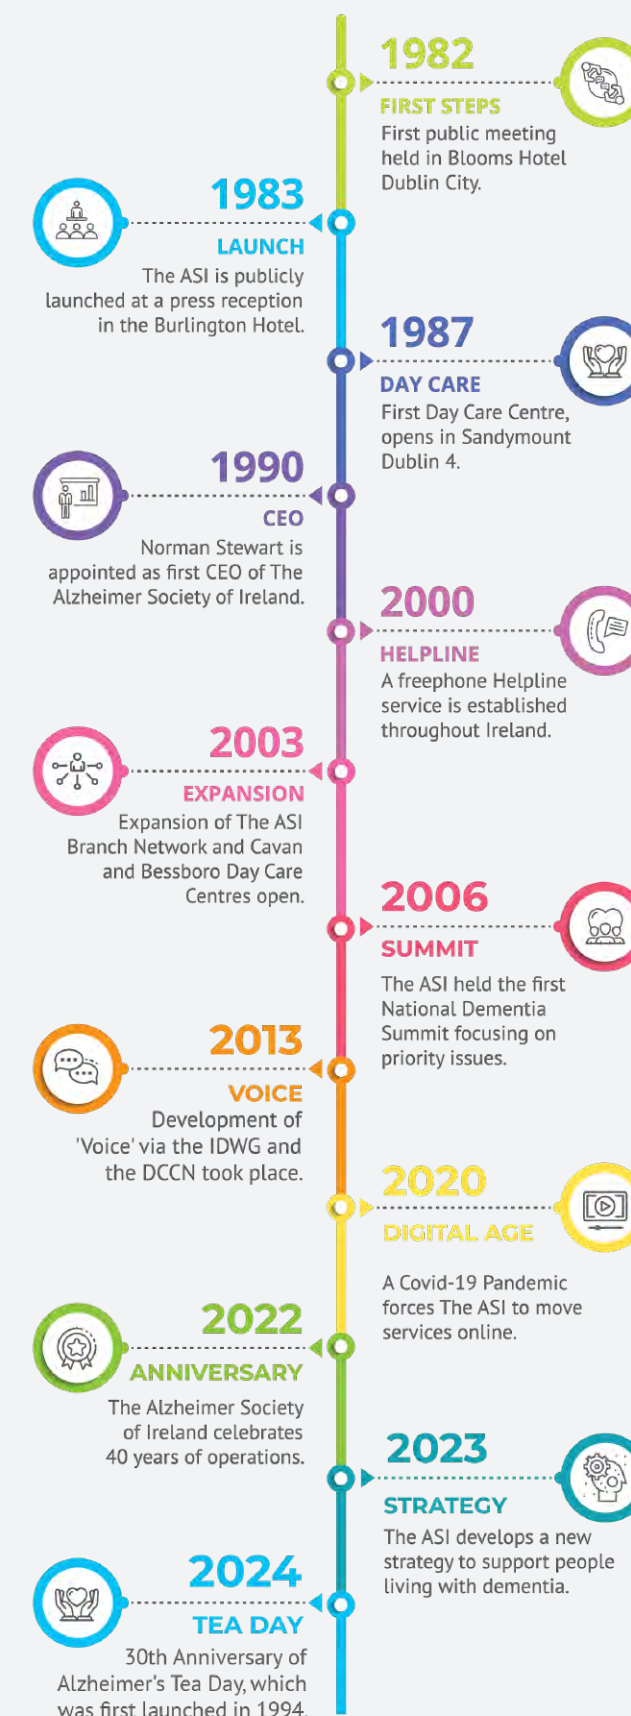 1982
FIRST STEPS
First public meeting
held in Blooms Hotel
Dublin City.
1983
LAUNCH
The ASI is publicly
launched at a press reception
in the Burlington Hotel.
1987
DAY CARE
First Day Care Centre,
opens in Sandymount
Dublin 4.
1990
CEO
Norman Stewart is
appointed as first CEO of The
Alzheimer Society of Ireland.
2000
HELPLINE
A freephone Helpline
service is established
throughout Ireland.
2003
EXPANSION
Expansion of The ASI
Branch Network and Cavan
and Bessboro Day Care
Centres open.
2006
SUMMIT
The ASI held the first
National Dementia
Summit focusing on
priority issues.
2013
VOICE
Development of
'Voice' via the IDWG and
the DCCN took place.
2020
DIGITAL AGE
A Covid-19 Pandemic
forces The ASI to move
services online.
2022
ANNIVERSARY
The Alzheimer Society
of Ireland celebrates
40 years of operations.
2023
STRATEGY
The ASI develops a new
strategy to support people
living with dementia.
2024
TEA DAY
30th Anniversary of
Alzheimer's Tea Day, which
was first launched in 1994.